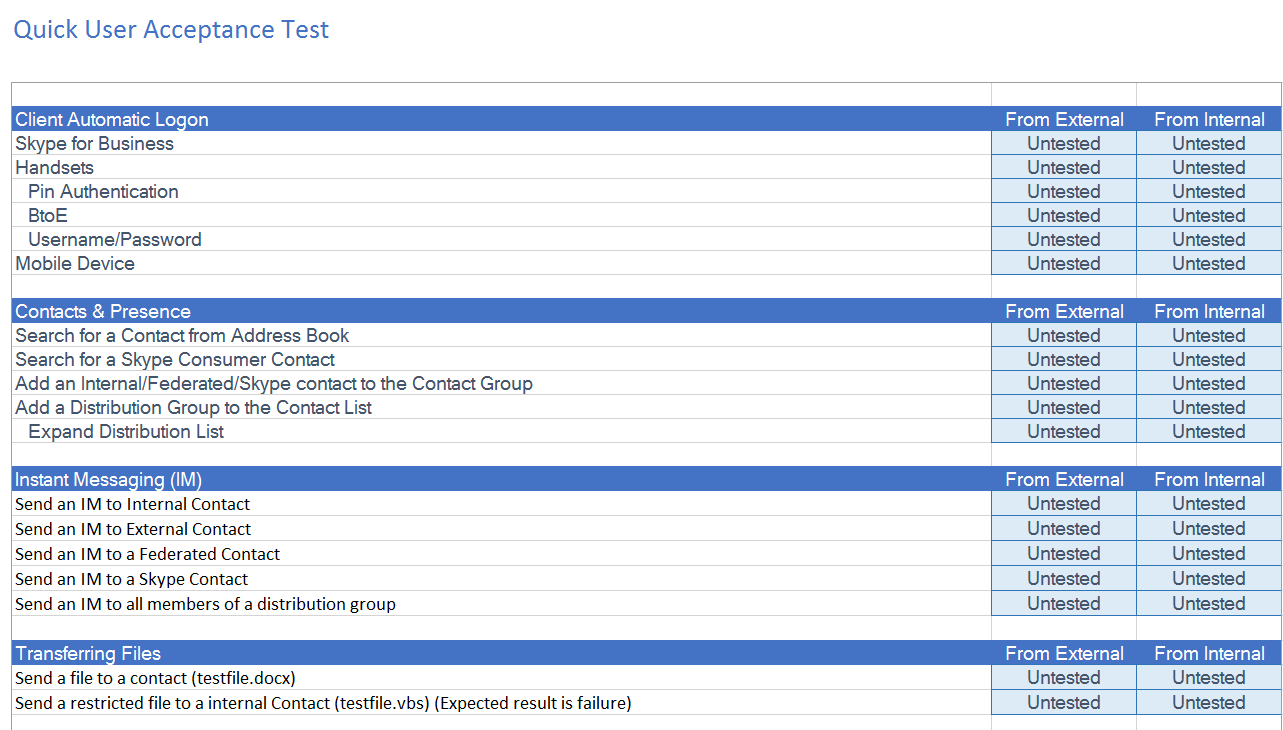 Quick User Acceptance Test
Client Automatic Logon From External From Internal
Skype for Business Untested Untested
Handsets Untested Untested
Pin Authentication Untested Untested
BtoE Untested Untested
Username/Password Untested Untested
Mobile Device Untested Untested
Contacts & Presence From External From Internal
Search for a Contact from Address Book Untested Untested
Search for a Skype Consumer Contact Untested Untested
Add an Internal/Federated/Skype contact to the Contact Group Untested Untested
Add a Distribution Group to the Contact List Untested Untested
Expand Distribution List Untested Untested
Instant Messaging (IM) From External From Internal
Send an IM to Internal Contact Untested Untested
Send an IM to External Contact Untested Untested
Send an IM to a Federated Contact Untested Untested
Send an IM to a Skype Contact Untested Untested
Send an IM to all members of a distribution group Untested Untested
Transferring Files From External From Internal
Send a file to a contact (testfile.docx) Untested Untested
Send a restricted file to a internal Contact (testfile.vbs) (Expected result is failure) Untested Untested